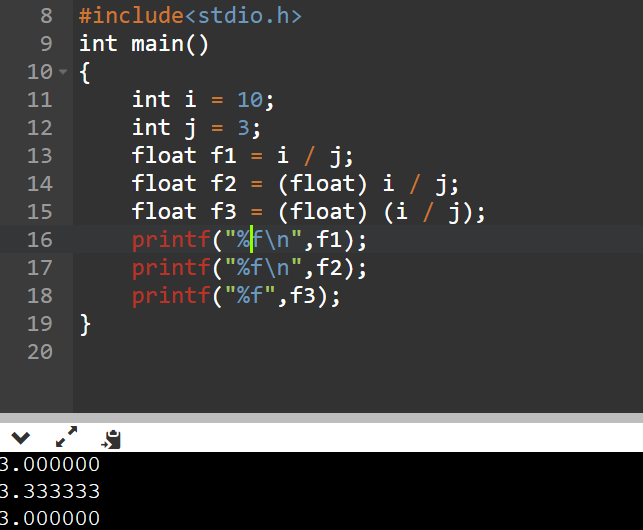 8 #include<stdio.h>
9 int main()
10 {
11 int i = 10;
12 int j = 3;
13 float f1 = i / j;
14 float f2 = (float) i / j;
15 float f3 = (float) (i / j);
16 printf("%f\n",f1);
17 printf("%f\n",f2);
18 printf("%f",f3);
19 }
20
3.000000
3.333333
3.000000